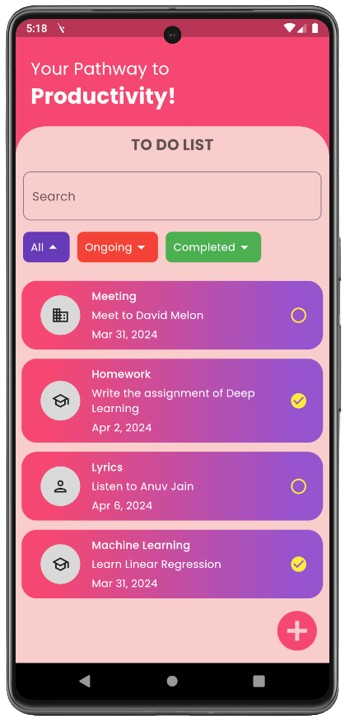 5:18
Your Pathway to
Productivity!
TO DO LIST
Search
All
Ongoing
Completed
Meeting
Meet to David Melon
Mar 31, 2024
Homework
Write the assignment of Deep
Learning
Apr 2, 2024
Lyrics
Listen to Anuv Jain
Apr 6, 2024
Machine Learning
Learn Linear Regression
Mar 31, 2024